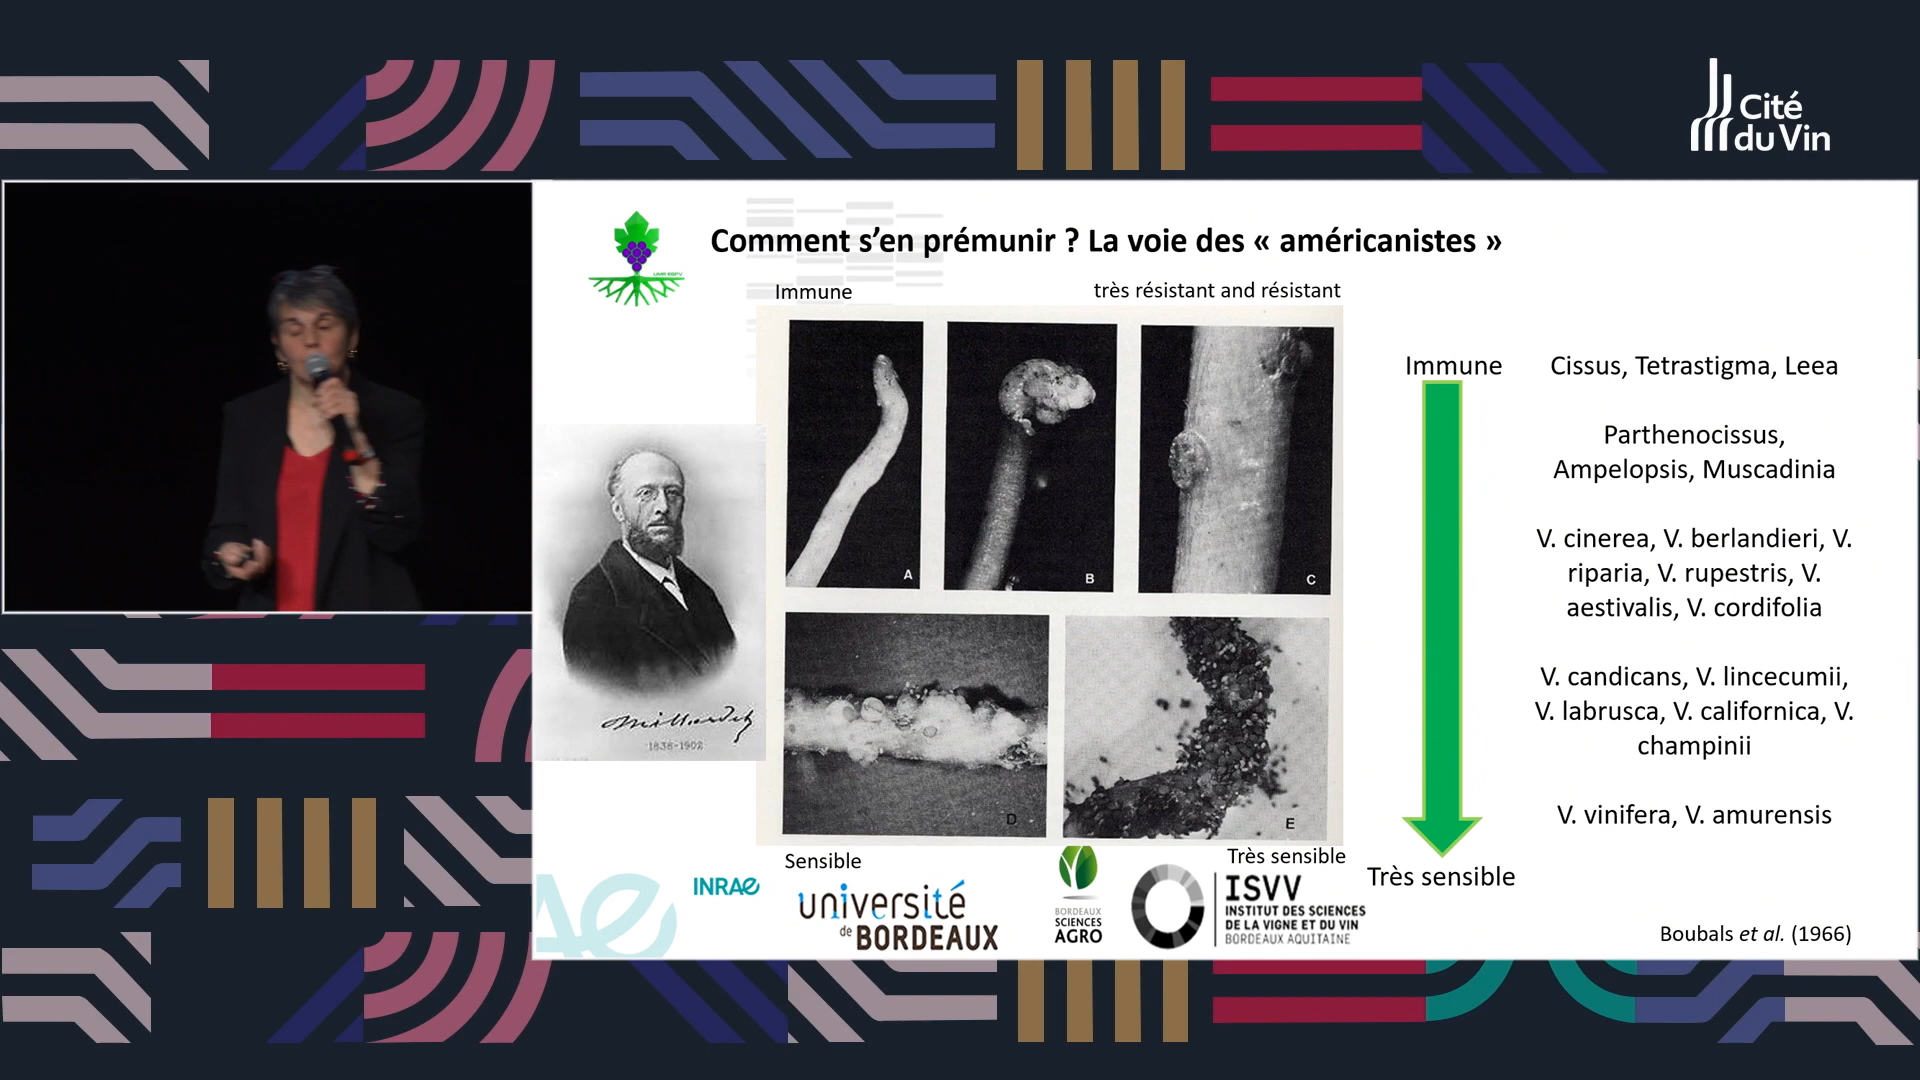 Cité
du Vin
Comment s’en prémunir ? La voie des « américanistes »
Immune
très résistant and résistant
A
B
C
D
E
Millardet
1838-1902
Sensible
Très sensible
Immune
Très sensible
Cissus, Tetrastigma, Leea
Parthenocissus,
Ampelopsis, Muscadinia
V. cinerea, V. berlandieri, V.
riparia, V. rupestris, V.
aestivalis, V. cordifolia
V. candicans, V. lincecumii,
V. labrusca, V. californica, V.
champinii
V. vinifera, V. amurensis
INRAE
université
de BORDEAUX
BORDEAUX
SCIENCES
AGRO
ISVV
INSTITUT DES SCIENCES
DE LA VIGNE ET DU VIN
BORDEAUX AQUITAINE
Boubals et al. (1966)